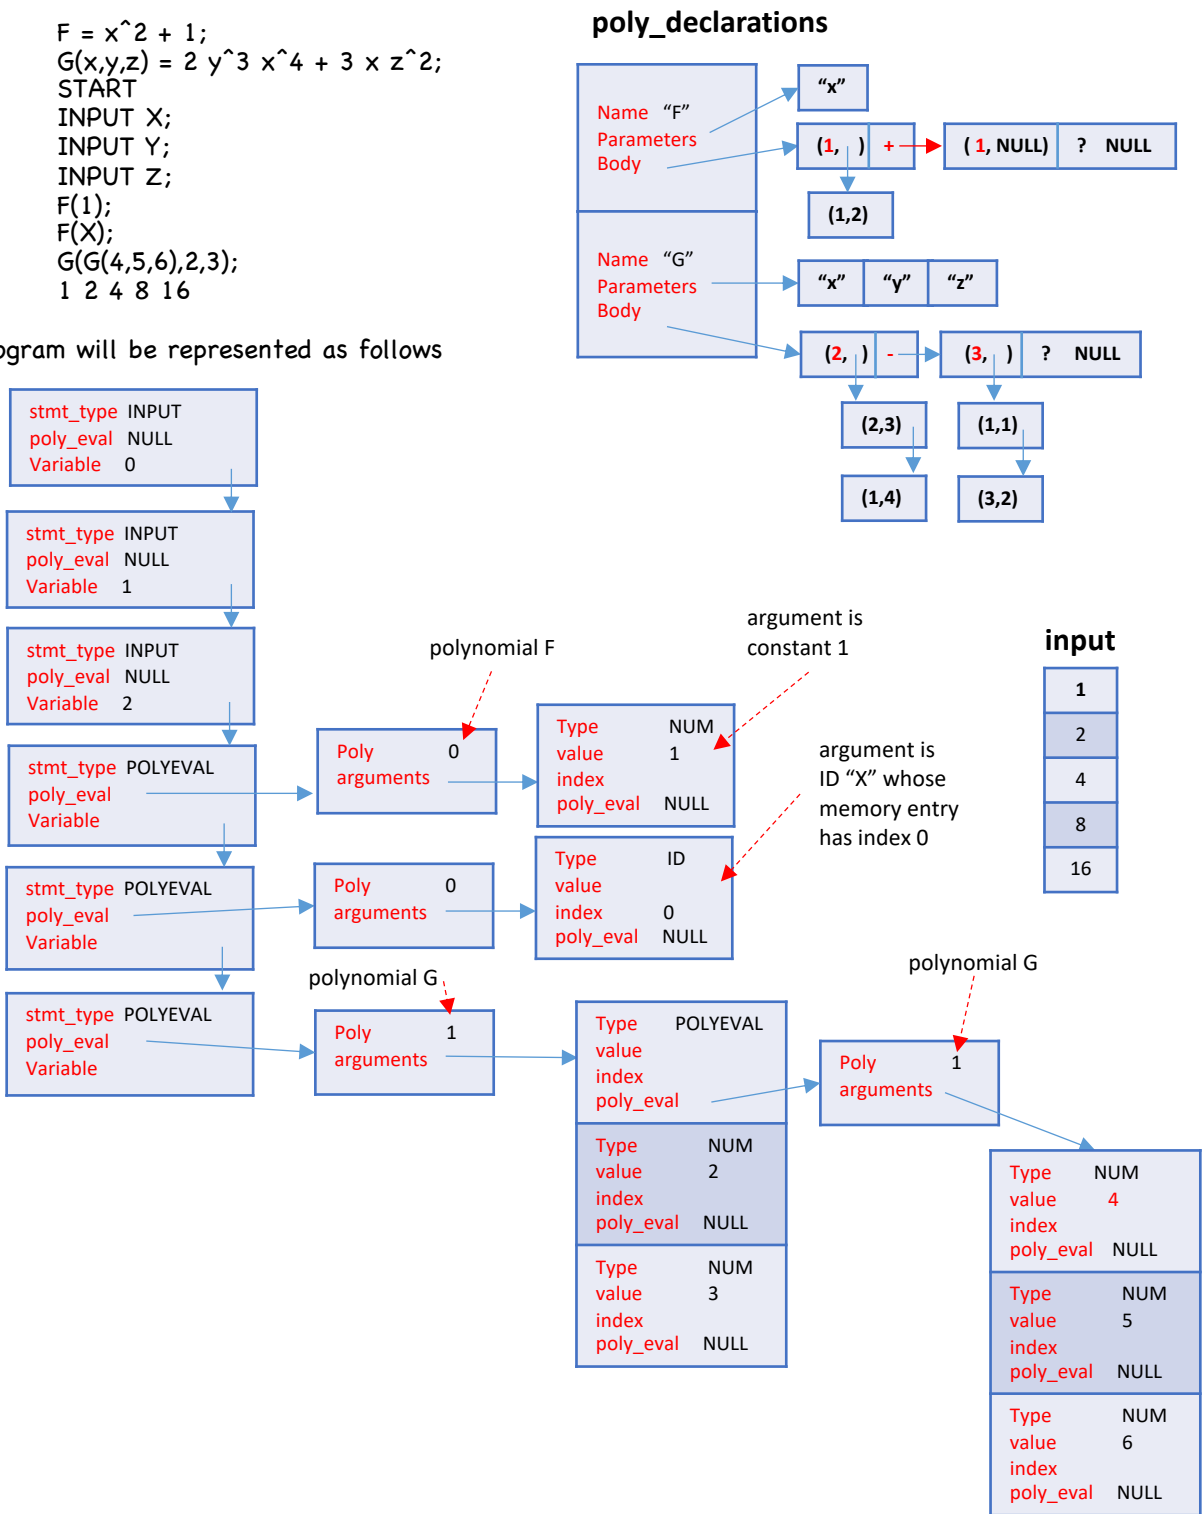 F = x^2 + 1;
G(x,y,z) = 2 y^3 x^4 + 3 x z^2;
START
INPUT X;
INPUT Y;
INPUT Z;
F(1);
F(X);
G(G(4,5,6),2,3);
1 2 4 8 16
ogram will be represented as follows
poly_declarations
Name "F"
Parameters
Body
"x"
(1, ) +
( 1, NULL) ? NULL
(1,2)
Name "G"
Parameters
Body
"x" "y" "z"
(2, ) -
(3, ) ? NULL
(2,3)
(1,1)
(1,4)
(3,2)
stmt_type INPUT
poly_eval NULL
Variable 0
stmt_type INPUT
poly_eval NULL
Variable 1
stmt_type INPUT
poly_eval NULL
Variable 2
stmt_type POLYEVAL
poly_eval
Variable
stmt_type POLYEVAL
poly_eval
Variable
stmt_type POLYEVAL
poly_eval
Variable
polynomial F
Poly 0
arguments
argument is
constant 1
Type NUM
value 1
index
poly_eval NULL
Poly 0
arguments
Type ID
value
index 0
poly_eval NULL
argument is
ID "X" whose
memory entry
has index 0
input
1
2
4
8
16
polynomial G
Poly 1
arguments
Type POLYEVAL
value
index
poly_eval
Type NUM
value 2
index
poly_eval NULL
Type NUM
value 3
index
poly_eval NULL
polynomial G
Poly 1
arguments
Type NUM
value 4
index
poly_eval NULL
Type NUM
value 5
index
poly_eval NULL
Type NUM
value 6
index
poly_eval NULL